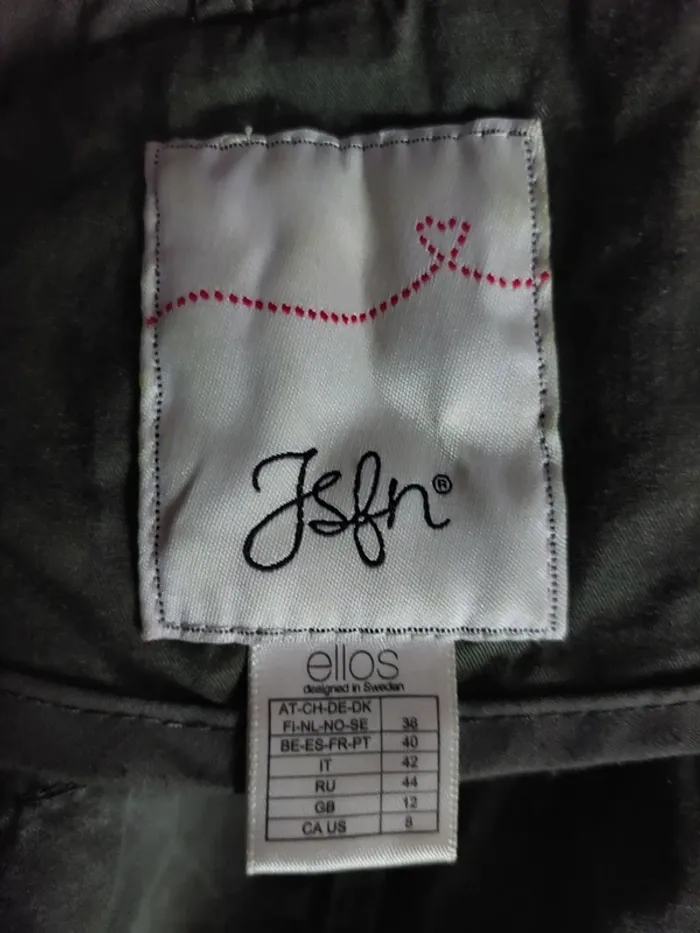 Jsfn®
ellos
designed in Sweden
AT-CH-DE-DK
FI-NL-NO-SE 38
BE-ES-FR-PT 40
IT 42
RU 44
GB 12
CA US 8